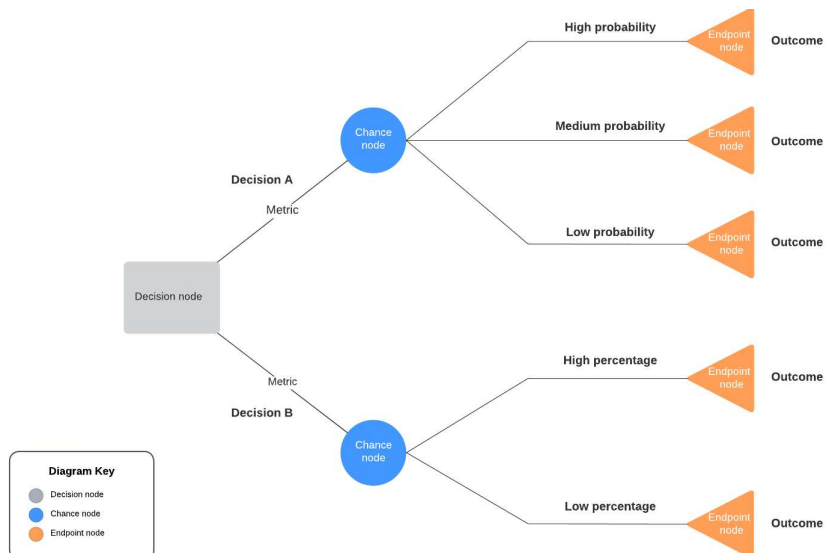 High probability
Endpoint
node
Outcome
Chance
node
Medium probability
Endpoint
node
Outcome
Decision A
Metric
Low probability
Endpoint
node
Outcome
Decision node
High percentage
Endpoint
node
Outcome
Metric
Decision B
Chance
node
Low percentage
Endpoint
node
Outcome
Diagram Key
Decision node
Chance node
Endpoint node